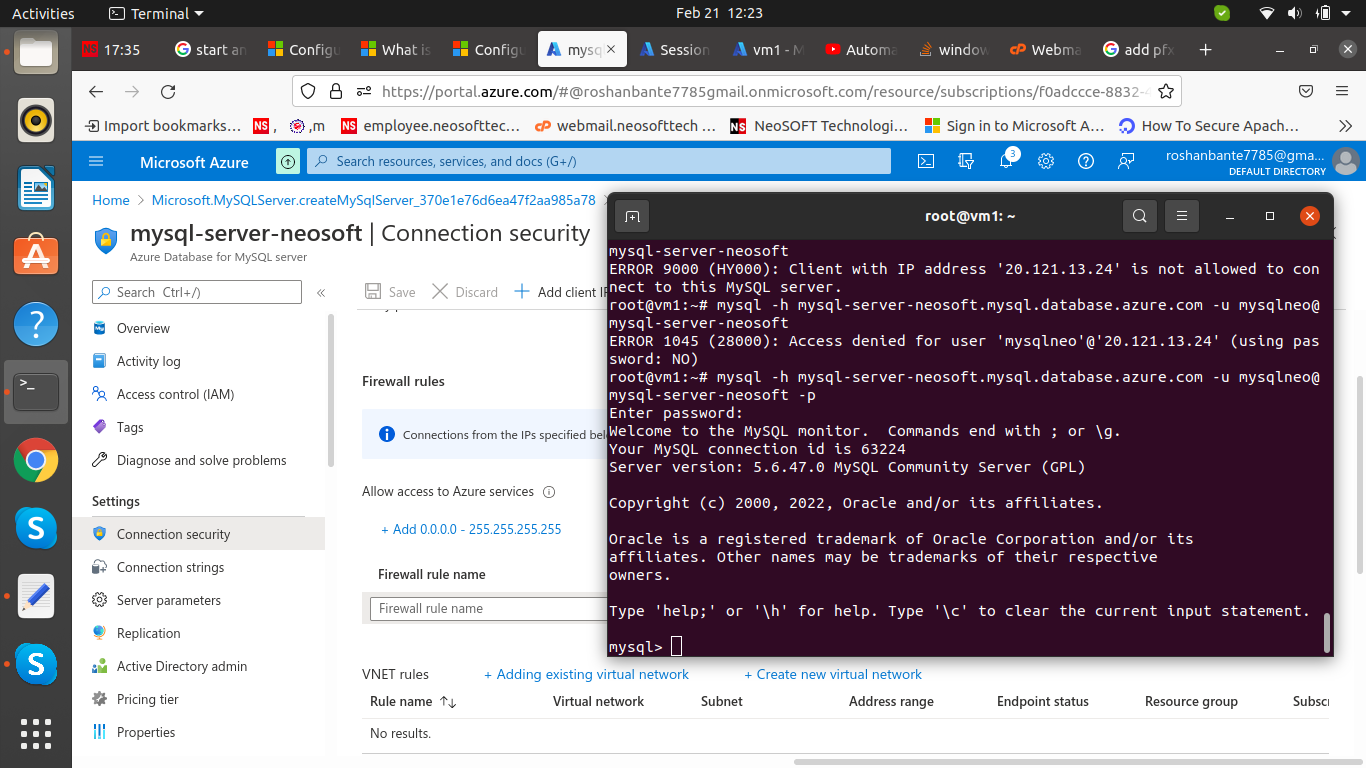 Activities
Terminal
Feb 21 12:23
NS 17:35
start an
Configu
What is
Configu
mysql
Session
vm1 - M
Automa
window
Webma
add pfx
https://portal.azure.com/#@roshanbante7785gmail.onmicrosoft.com/resource/subscriptions/f0adccce-8832-4
Import bookmarks...
NS ,
,m
NS employee.neosofttec...
cP webmail.neosofttech ...
NS NeoSOFT Technologi...
Sign in to Microsoft A...
How To Secure Apach...
Microsoft Azure
Search resources, services, and docs (G+/)
3
roshanbante7785@gma...
DEFAULT DIRECTORY
Home > Microsoft.MySQLServer.createMySqlServer_370e1e76d6ea47f2aa985a78 >
mysql-server-neosoft | Connection security
Azure Database for MySQL server
Search Ctrl+/)
«
Overview
Activity log
Access control (IAM)
Tags
Diagnose and solve problems
Settings
Connection security
Connection strings
Server parameters
Replication
Active Directory admin
Pricing tier
Properties
Save
Discard
Add client IP
Firewall rules
Connections from the IPs specified bel
Allow access to Azure services
+ Add 0.0.0.0 - 255.255.255.255
Firewall rule name
Firewall rule name
VNET rules
+ Adding existing virtual network
+ Create new virtual network
Rule name
Virtual network
Subnet
Address range
Endpoint status
Resource group
Subscr
No results.
root@vm1: ~
mysql-server-neosoft
ERROR 9000 (HY000): Client with IP address '20.121.13.24' is not allowed to con
nect to this MySQL server.
root@vm1:~# mysql -h mysql-server-neosoft.mysql.database.azure.com -u mysqlneo@
mysql-server-neosoft
ERROR 1045 (28000): Access denied for user 'mysqlneo'@'20.121.13.24' (using pas
sword: NO)
root@vm1:~# mysql -h mysql-server-neosoft.mysql.database.azure.com -u mysqlneo@
mysql-server-neosoft -p
Enter password:
Welcome to the MySQL monitor.  Commands end with ; or \g.
Your MySQL connection id is 63224
Server version: 5.6.47.0 MySQL Community Server (GPL)
Copyright (c) 2000, 2022, Oracle and/or its affiliates.
Oracle is a registered trademark of Oracle Corporation and/or its
affiliates. Other names may be trademarks of their respective
owners.
Type 'help;' or '\h' for help. Type '\c' to clear the current input statement.
mysql>